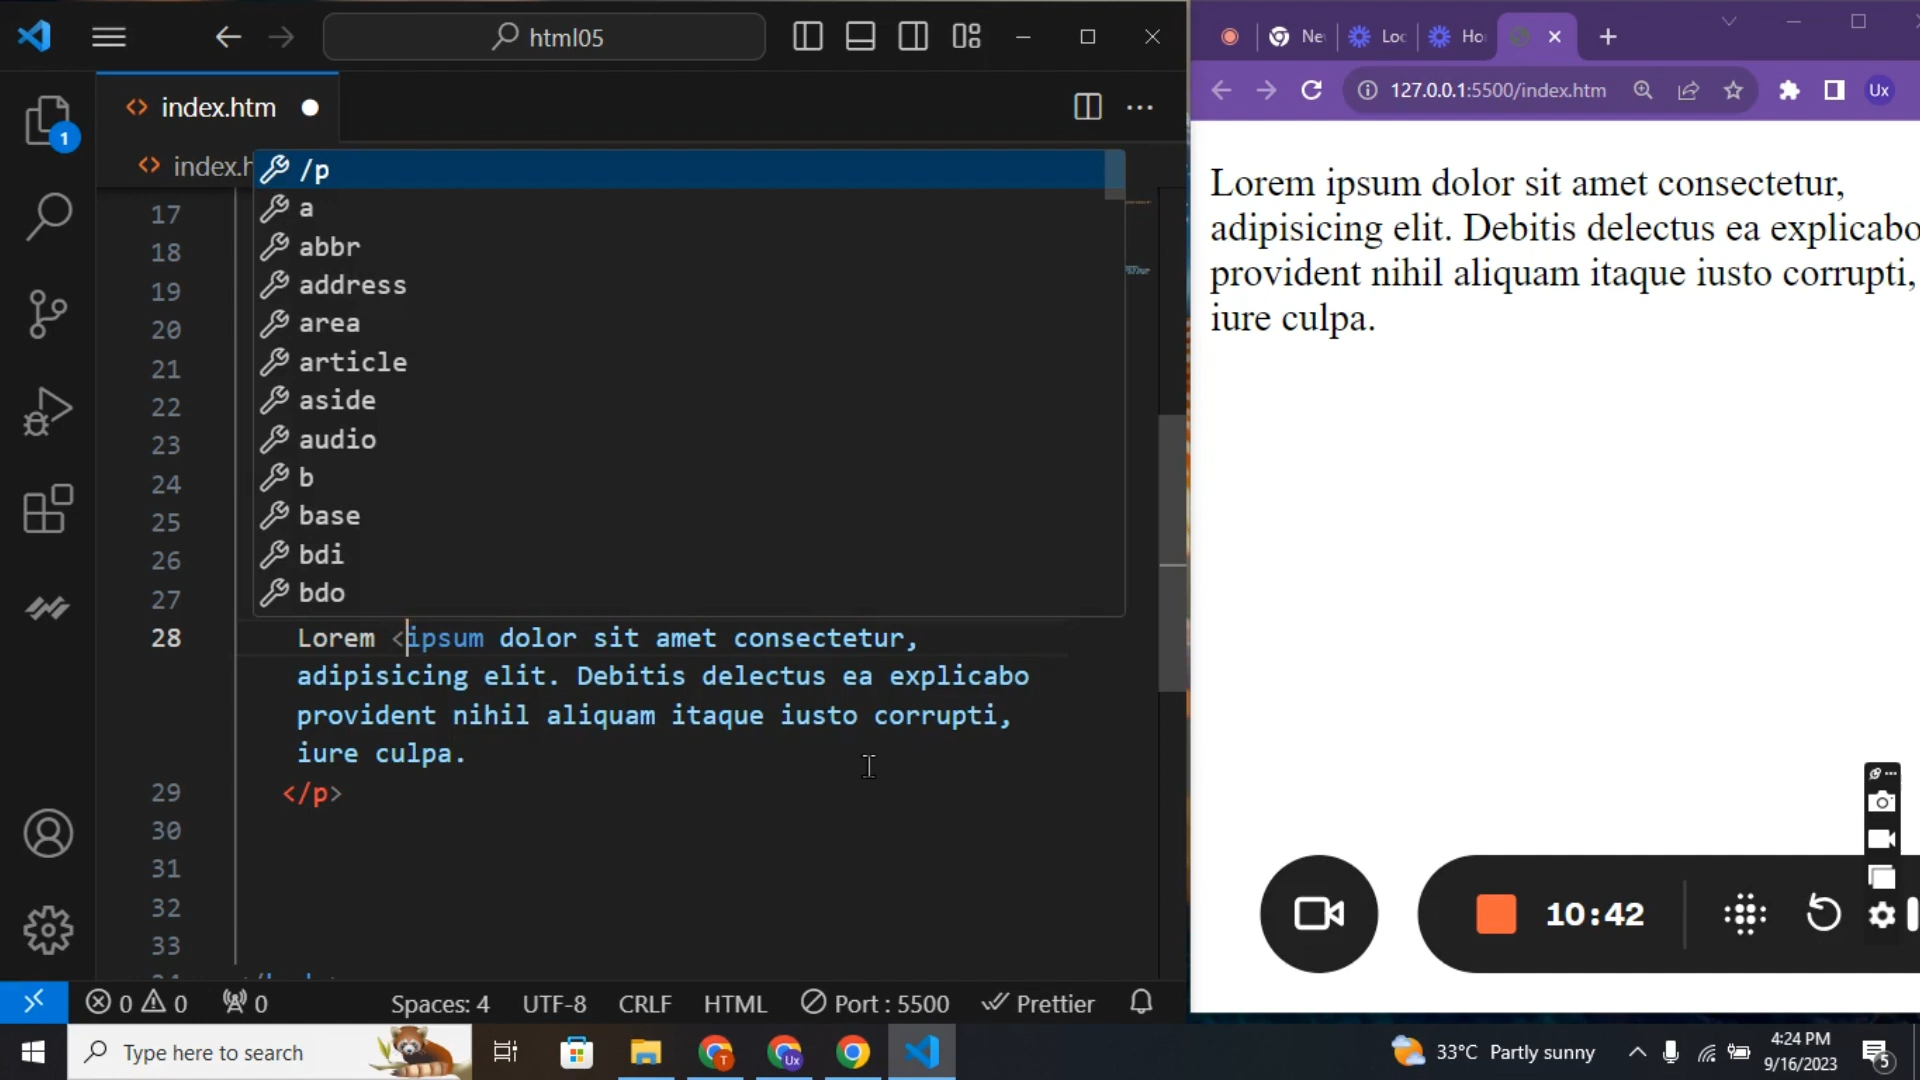 html05
index.htm
index.h
/p
a
abbr
address
area
article
aside
audio
b
base
bdi
bdo
17
18
19
20
21
22
23
24
25
26
27
28
Lorem <ipsum dolor sit amet consectetur,
adipisicing elit. Debitis delectus ea explicabo
provident nihil aliquam itaque iusto corrupti,
iure culpa.
29 </p>
30
31
32
33
1
0 0 0
Spaces: 4 UTF-8 CRLF HTML Port : 5500 Prettier
Ne Loc Ho
127.0.0.1:5500/index.htm
Ux
Lorem ipsum dolor sit amet consectetur,
adipisicing elit. Debitis delectus ea explicabo
provident nihil aliquam itaque iusto corrupti,
iure culpa.
10:42
Type here to search
T
Ux
33°C Partly sunny
4:24 PM
9/16/2023
5